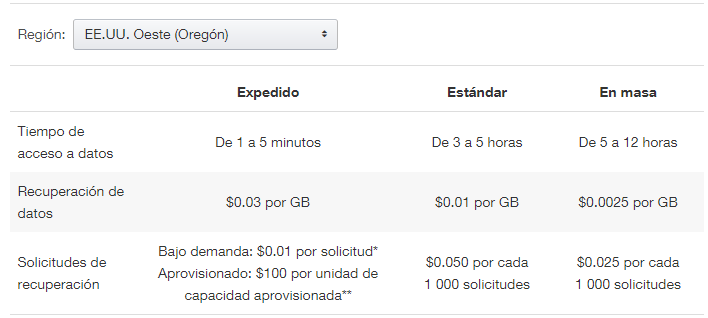 Región: EE.UU. Oeste (Oregón)
Expedido Estándar En masa
Tiempo de
acceso a datos
De 1 a 5 minutos De 3 a 5 horas De 5 a 12 horas
Recuperación de
datos
$0.03 por GB $0.01 por GB $0.0025 por GB
Solicitudes de
recuperación
Bajo demanda: $0.01 por solicitud*
Aprovisionado: $100 por unidad de
capacidad aprovisionada**
$0.050 por cada
1 000 solicitudes
$0.025 por cada
1 000 solicitudes